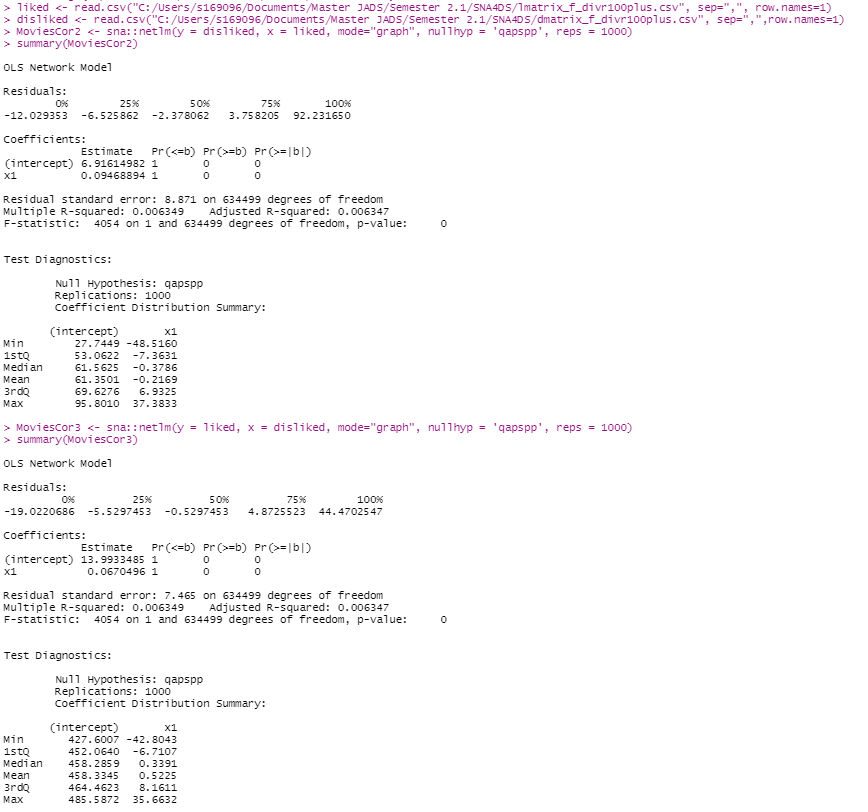 > liked <- read.csv("C:/Users/s169096/Documents/Master JADS/Semester 2.1/SNA4DS/lmatrix_f_divr100plus.csv", sep=",", row.names=1)
> disliked <- read.csv("C:/Users/s169096/Documents/Master JADS/Semester 2.1/SNA4DS/dmatrix_f_divr100plus.csv", sep=",",row.names=1)
> MoviesCor2 <- sna::netlm(y = disliked, x = liked, mode="graph", nullhyp = 'qapspp', reps = 1000)
> summary(MoviesCor2)
OLS Network Model
Residuals:
0% 25% 50% 75% 100%
-12.029353 -6.525862 -2.378062 3.758205 92.231650
Coefficients:
Estimate Pr(<=b) Pr(>=b) Pr(>=|b|)
(intercept) 6.91614982 1 0 0
x1 0.09468894 1 0 0
Residual standard error: 8.871 on 634499 degrees of freedom
Multiple R-squared: 0.006349 Adjusted R-squared: 0.006347
F-statistic: 4054 on 1 and 634499 degrees of freedom, p-value: 0
Test Diagnostics:
Null Hypothesis: qapspp
Replications: 1000
Coefficient Distribution Summary:
(intercept) x1
Min 27.7449 -48.5160
1stQ 53.0622 -7.3631
Median 61.5625 -0.3786
Mean 61.3501 -0.2169
3rdQ 69.6276 6.9325
Max 95.8010 37.3833
> MoviesCor3 <- sna::netlm(y = liked, x = disliked, mode="graph", nullhyp = 'qapspp', reps = 1000)
> summary(MoviesCor3)
OLS Network Model
Residuals:
0% 25% 50% 75% 100%
-19.0220686 -5.5297453 -0.5297453 4.8725523 44.4702547
Coefficients:
Estimate Pr(<=b) Pr(>=b) Pr(>=|b|)
(intercept) 13.9933485 1 0 0
x1 0.0670496 1 0 0
Residual standard error: 7.465 on 634499 degrees of freedom
Multiple R-squared: 0.006349 Adjusted R-squared: 0.006347
F-statistic: 4054 on 1 and 634499 degrees of freedom, p-value: 0
Test Diagnostics:
Null Hypothesis: qapspp
Replications: 1000
Coefficient Distribution Summary:
(intercept) x1
Min 427.6007 -42.8043
1stQ 452.0640 -6.7107
Median 458.2859 0.3391
Mean 458.3345 0.5225
3rdQ 464.4623 8.1611
Max 485.5872 35.6632